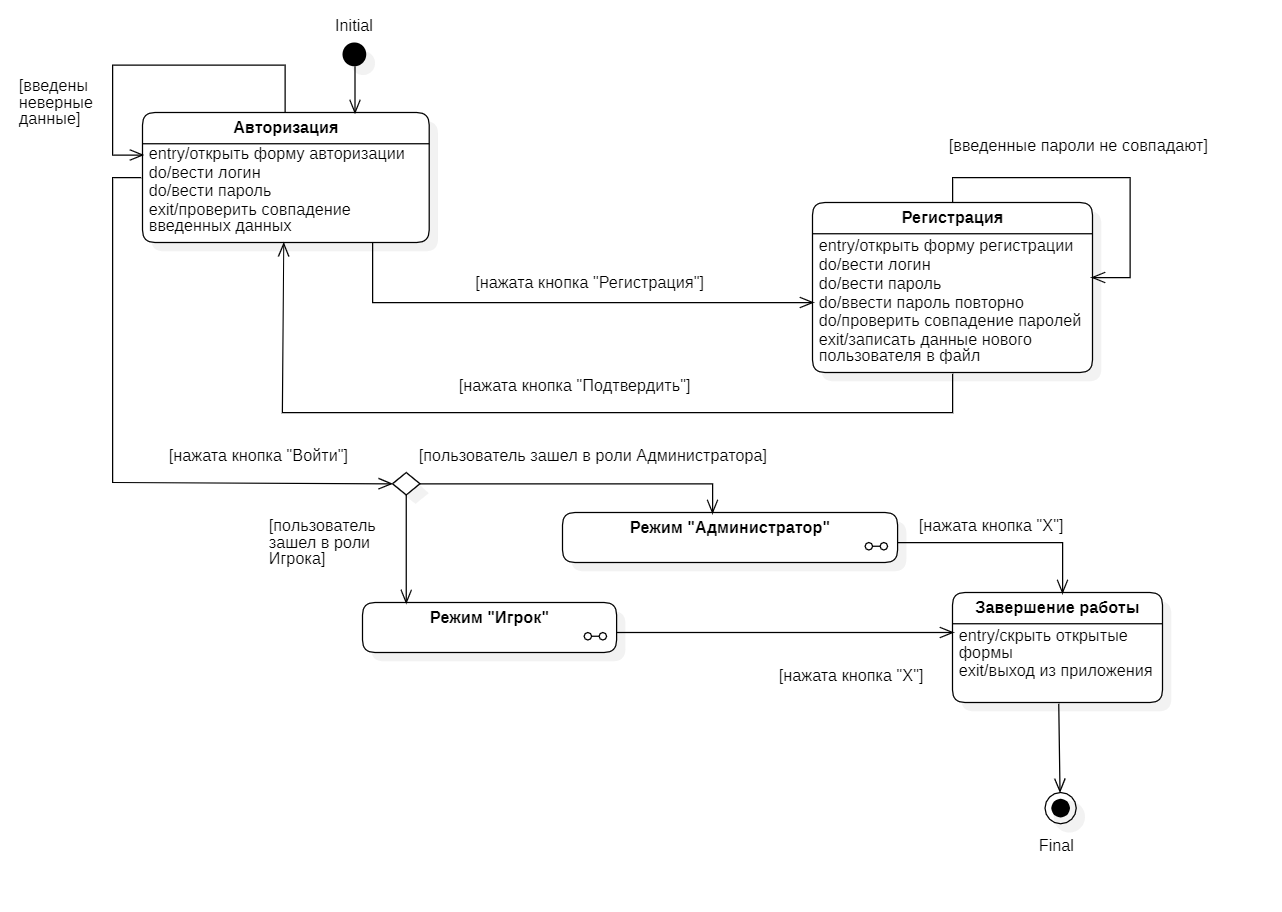 Initial
[введены
неверные
данные]
Авторизация
entry/открыть форму авторизации
do/вести логин
do/вести пароль
exit/проверить совпадение
введенных данных
[введенные пароли не совпадают]
Регистрация
entry/открыть форму регистрации
do/вести логин
do/вести пароль
do/ввести пароль повторно
do/проверить совпадение паролей
exit/записать данные нового
пользователя в файл
[нажата кнопка "Регистрация"]
[нажата кнопка "Подтвердить"]
[нажата кнопка "Войти"]
[пользователь зашел в роли Администратора]
[пользователь
зашел в роли
Игрока]
Режим "Администратор"
[нажата кнопка "X"]
Режим "Игрок"
Завершение работы
entry/скрыть открытые
формы
exit/выход из приложения
[нажата кнопка "X"]
Final